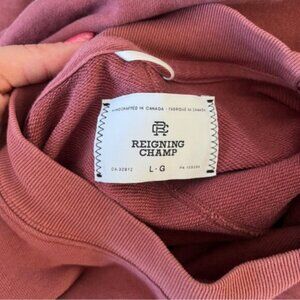 HANDCRAFTED IN CANADA · FABRIQUÉ AU CANADA
RC
REIGNING
CHAMP
CA 32812 L-G